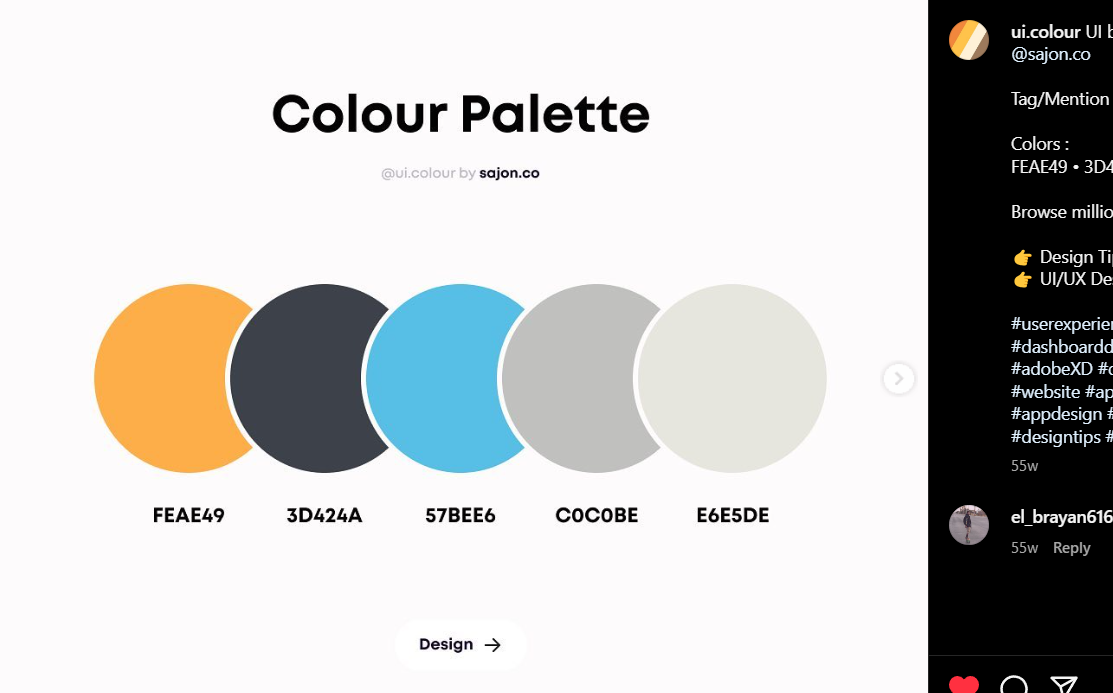 Colour Palette
@ui.colour by sajon.co
FEAE49
3D424A
57BEE6
C0C0BE
E6E5DE
Design →
ui.colour UI b
@sajon.co
Tag/Mention
Colors :
FEAE49 • 3D4
Browse millio
👉 Design Ti
👉 UI/UX De
#userexperie
#dashboardd
#adobeXD #
#website #ap
#appdesign #
#designtips #
55w
el_brayan616
55w Reply